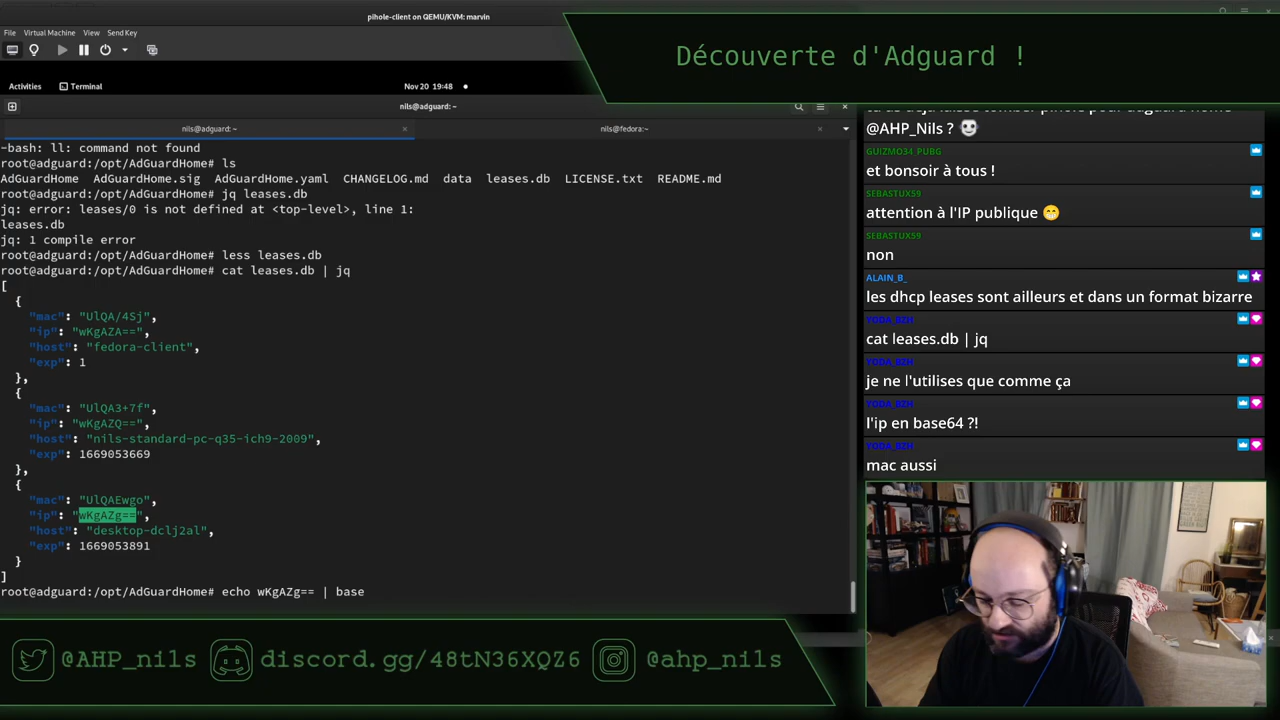 pihole-client on QEMU/KVM: marvin
File Virtual Machine View Send Key
Découverte d'Adguard !
Activities Terminal Nov 20 19:48
nils@adguard: ~
nils@adguard: ~ nils@fedora:~
-bash: ll: command not found
root@adguard:/opt/AdGuardHome# ls
AdGuardHome AdGuardHome.sig AdGuardHome.yaml CHANGELOG.md data leases.db LICENSE.txt README.md
root@adguard:/opt/AdGuardHome# jq leases.db
jq: error: leases/0 is not defined at <top-level>, line 1:
leases.db
jq: 1 compile error
root@adguard:/opt/AdGuardHome# less leases.db
root@adguard:/opt/AdGuardHome# cat leases.db | jq
[
{
"mac": "UlQA/4Sj",
"ip": "wKgAZA==",
"host": "fedora-client",
"exp": 1
},
{
"mac": "UlQA3+7f",
"ip": "wKgAZQ==",
"host": "nils-standard-pc-q35-ich9-2009",
"exp": 1669053669
},
{
"mac": "UlQAEwgo",
"ip": "wKgAZg==",
"host": "desktop-dclj2al",
"exp": 1669053891
}
]
root@adguard:/opt/AdGuardHome# echo wKgAZg== | base
@AHP_Nils ?
GUIZMO34_PUBG
et bonsoir à tous !
SEBASTUX59
attention à l'IP publique 😁
SEBASTUX59
non
ALAIN_B_
les dhcp leases sont ailleurs et dans un format bizarre
YODA_BZH
cat leases.db | jq
YODA_BZH
je ne l'utilises que comme ça
YODA_BZH
l'ip en base64 ?!
YODA_BZH
mac aussi
@AHP_nils discord.gg/48tN36XQZ6 @ahp_nils